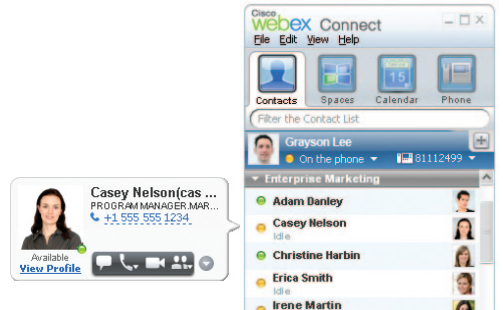 Cisco
webex Connect
File Edit View Help
Contacts Spaces Calendar Phone
Filter the Contact List
Grayson Lee
On the phone 81112499
Enterprise Marketing
Adam Danley
Casey Nelson
Idle
Christine Harbin
Erica Smith
Idle
Irene Martin
Casey Nelson(cas ...
PROGRAM MANAGER.MAR...
+1 555 555 1234
Available
View Profile